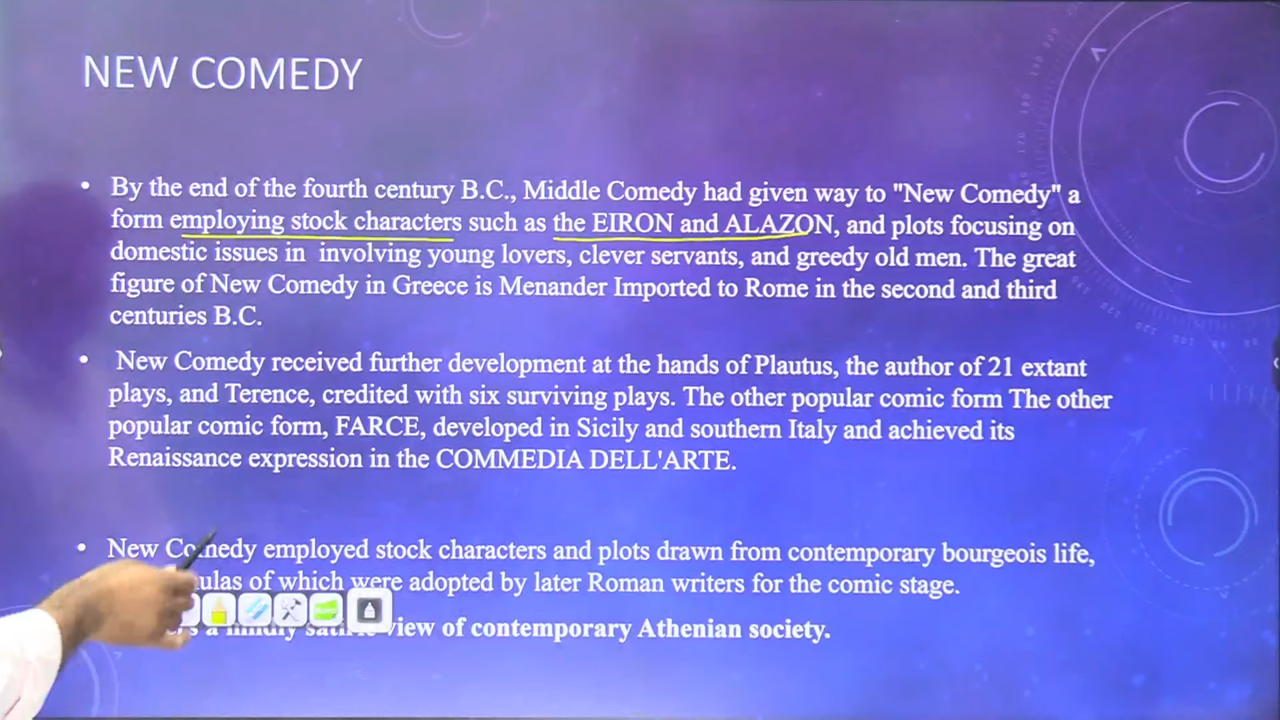 NEW COMEDY
• By the end of the fourth century B.C., Middle Comedy had given way to "New Comedy" a
form employing stock characters such as the EIRON and ALAZON, and plots focusing on
domestic issues in involving young lovers, clever servants, and greedy old men. The great
figure of New Comedy in Greece is Menander Imported to Rome in the second and third
centuries B.C.
• New Comedy received further development at the hands of Plautus, the author of 21 extant
plays, and Terence, credited with six surviving plays. The other popular comic form The other
popular comic form, FARCE, developed in Sicily and southern Italy and achieved its
Renaissance expression in the COMMEDIA DELL'ARTE.
• New Comedy employed stock characters and plots drawn from contemporary bourgeois life,
of which were adopted by later Roman writers for the comic stage.
a mildly satiric view of contemporary Athenian society.